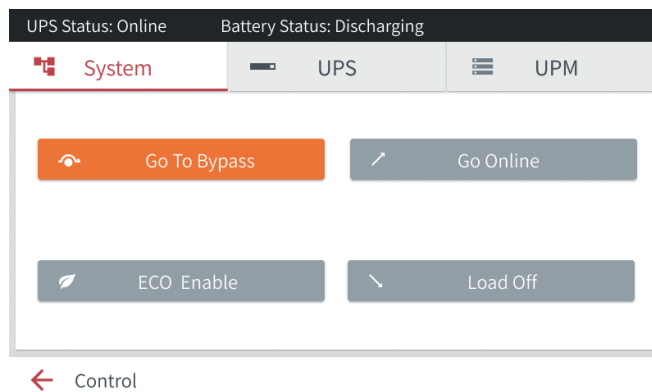 UPS Status: Online Battery Status: Discharging
System UPS UPM
Go To Bypass Go Online
ECO Enable Load Off
Control